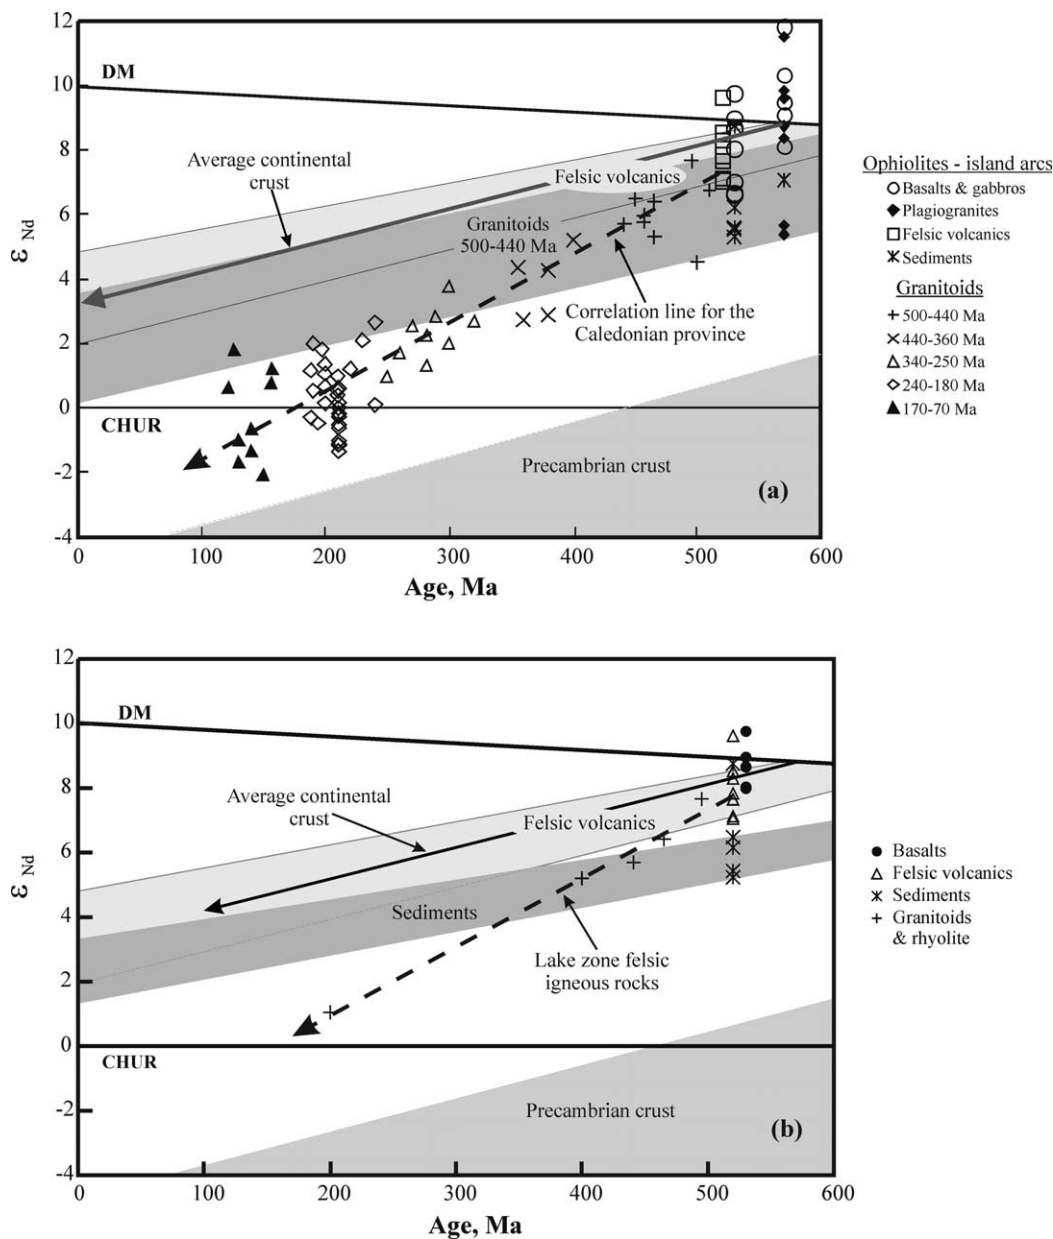 12
10
8
6
4
2
0
-2
-4
ε Nd
DM
Average continental
crust
Felsic volcanics
Granitoids
500-440 Ma
Correlation line for the
Caledonian province
CHUR
Precambrian crust
(a)
0 100 200 300 400 500 600
Age, Ma
Ophiolites - island arcs
Basalts & gabbros
Plagiogranites
Felsic volcanics
Sediments
Granitoids
500-440 Ma
440-360 Ma
340-250 Ma
240-180 Ma
170-70 Ma
12
10
8
6
4
2
0
-2
-4
ε Nd
DM
Average continental
crust
Felsic volcanics
Sediments
Lake zone felsic
igneous rocks
CHUR
Precambrian crust
(b)
0 100 200 300 400 500 600
Age, Ma
Basalts
Felsic volcanics
Sediments
Granitoids
& rhyolite